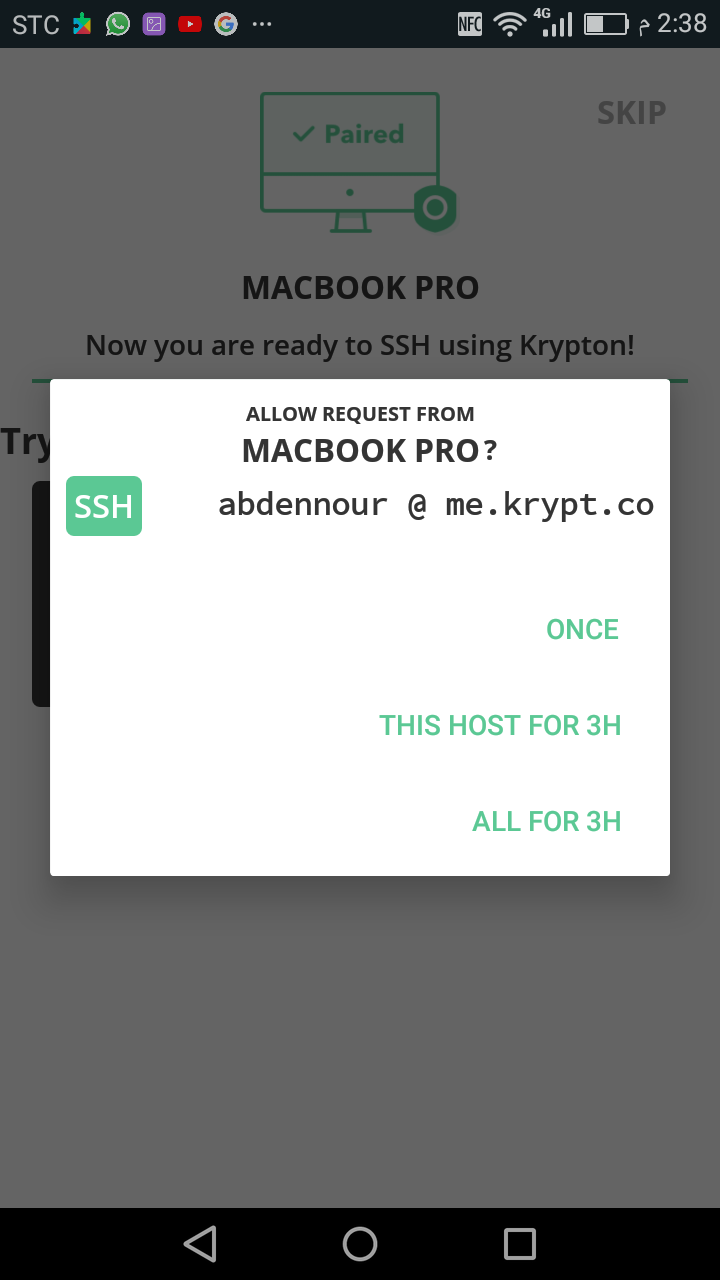 STC
NFC 4G م 2:38
SKIP
Paired
MACBOOK PRO
Now you are ready to SSH using Krypton!
Try
ALLOW REQUEST FROM
MACBOOK PRO?
SSH abdennour @ me.krypt.co
ONCE
THIS HOST FOR 3H
ALL FOR 3H